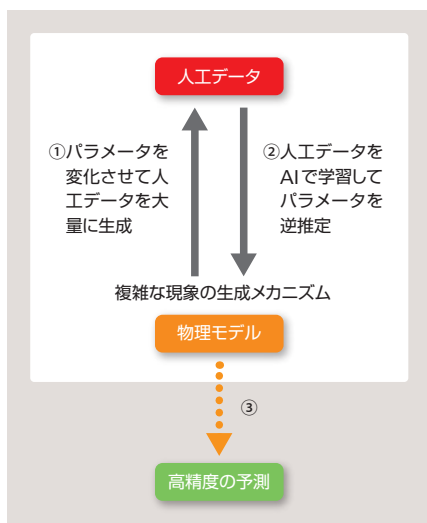 人工データ
①パラメータを
変化させて人
工データを大
量に生成
②人工データを
AIで学習して
パラメータを
逆推定
複雑な現象の生成メカニズム
物理モデル
③
高精度の予測